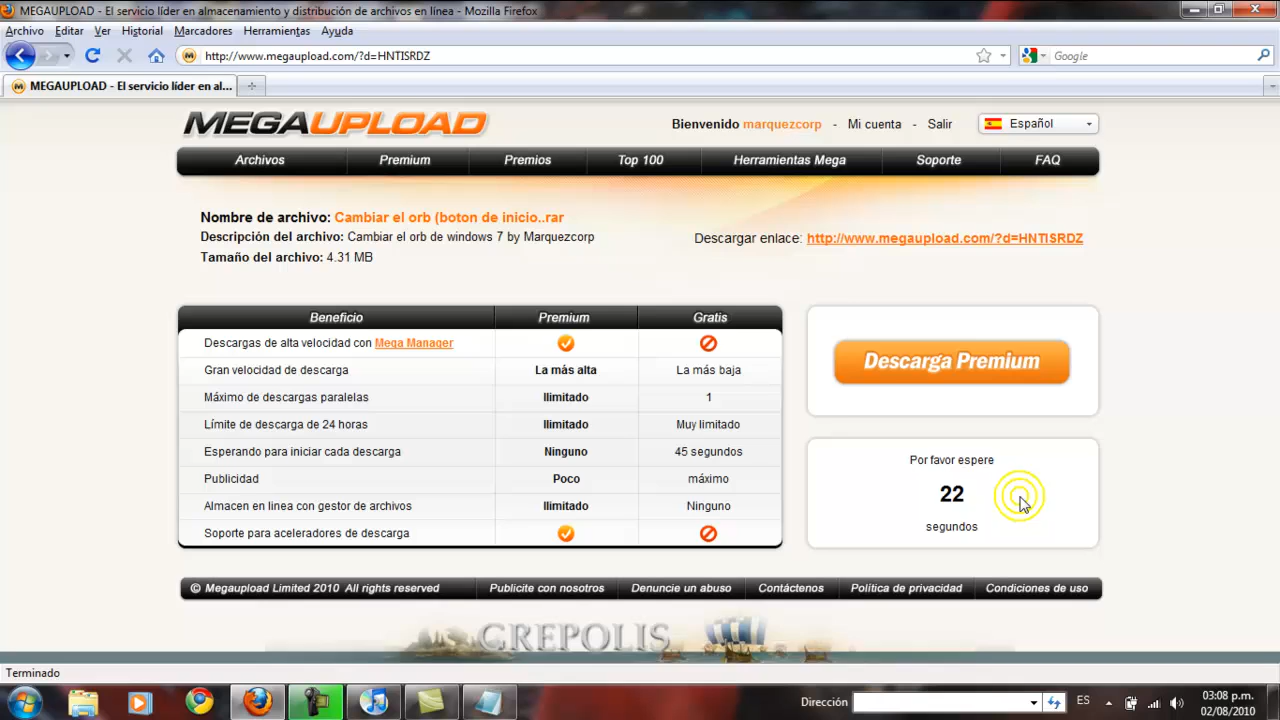 MEGAUPLOAD - El servicio líder en almacenamiento y distribución de archivos en línea - Mozilla Firefox
Archivo Editar Ver Historial Marcadores Herramientas Ayuda
http://www.megaupload.com/?d=HNTISRDZ
Google
MEGAUPLOAD - El servicio líder en al...
MEGAUPLOAD
Bienvenido marquezcorp - Mi cuenta - Salir
Español
Archivos Premium Premios Top 100 Herramientas Mega Soporte FAQ
Nombre de archivo: Cambiar el orb (boton de inicio..rar
Descripción del archivo: Cambiar el orb de windows 7 by Marquezcorp
Descargar enlace: http://www.megaupload.com/?d=HNTISRDZ
Tamaño del archivo: 4.31 MB
Beneficio Premium Gratis
Descargas de alta velocidad con Mega Manager
Gran velocidad de descarga La más alta La más baja
Máximo de descargas paralelas Ilimitado 1
Límite de descarga de 24 horas Ilimitado Muy limitado
Esperando para iniciar cada descarga Ninguno 45 segundos
Publicidad Poco máximo
Almacen en linea con gestor de archivos Ilimitado Ninguno
Soporte para aceleradores de descarga
Descarga Premium
Por favor espere
22
segundos
© Megaupload Limited 2010 All rights reserved Publicite con nosotros Denuncie un abuso Contáctenos Política de privacidad Condiciones de uso
GREPOLIS
Terminado
Dirección
ES
03:08 p.m.
02/08/2010